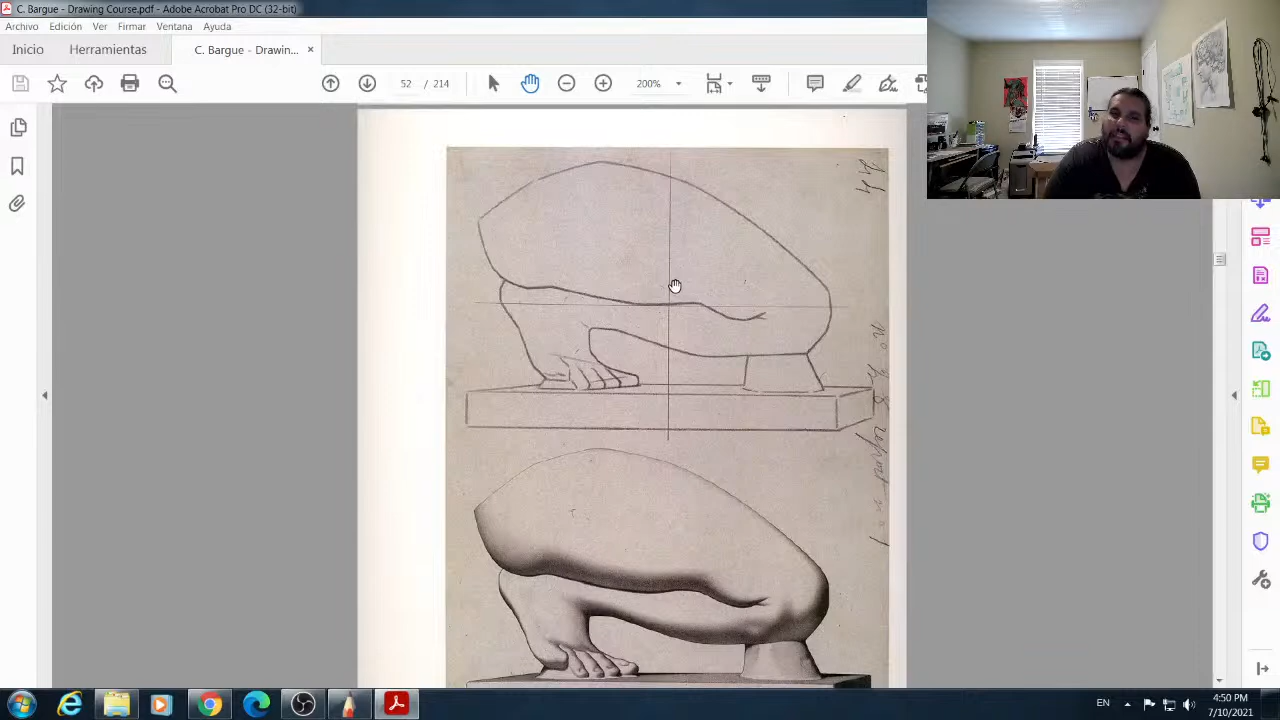 C. Bargue - Drawing Course.pdf - Adobe Acrobat Pro DC (32-bit)
Archivo Edición Ver Firmar Ventana Ayuda
Inicio Herramientas C. Bargue - Drawin... ×
52 214 200%
EN 4:50 PM
7/10/2021